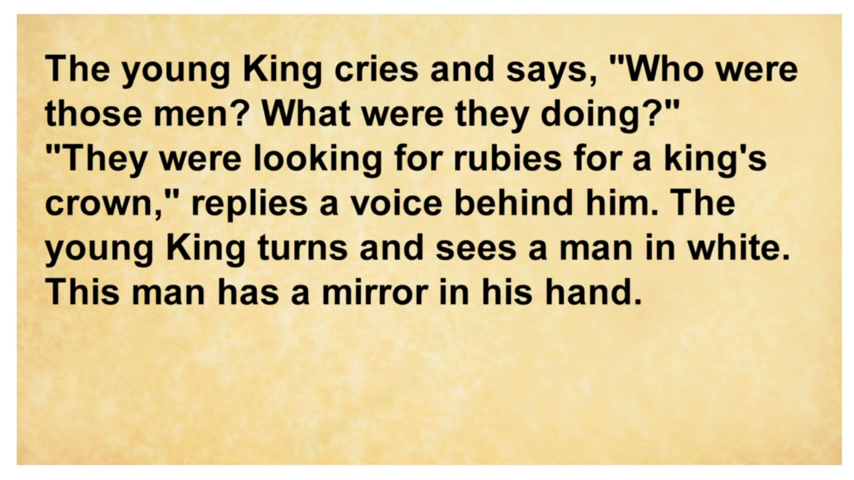 The young King cries and says, "Who were
those men? What were they doing?"
"They were looking for rubies for a king's
crown," replies a voice behind him. The
young King turns and sees a man in white.
This man has a mirror in his hand.